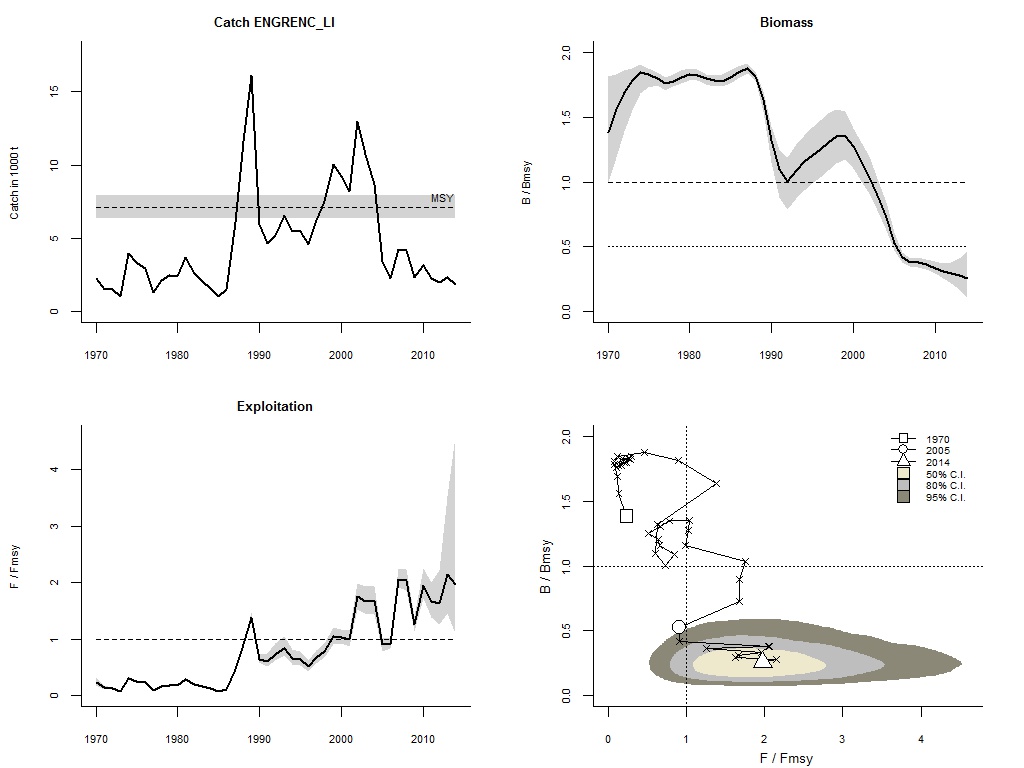 Catch ENGRENC_LI
Catch in 1000 t
15
10
5
0
MSY
1970 1980 1990 2000 2010
Biomass
B / Bmsy
2.0
1.5
1.0
0.5
0.0
1970 1980 1990 2000 2010
Exploitation
F / Fmsy
4
3
2
1
0
1970 1980 1990 2000 2010
B / Bmsy
2.0
1.5
1.0
0.5
0.0
1970
2005
2014
50% C.I.
80% C.I.
95% C.I.
0 1 2 3 4
F / Fmsy